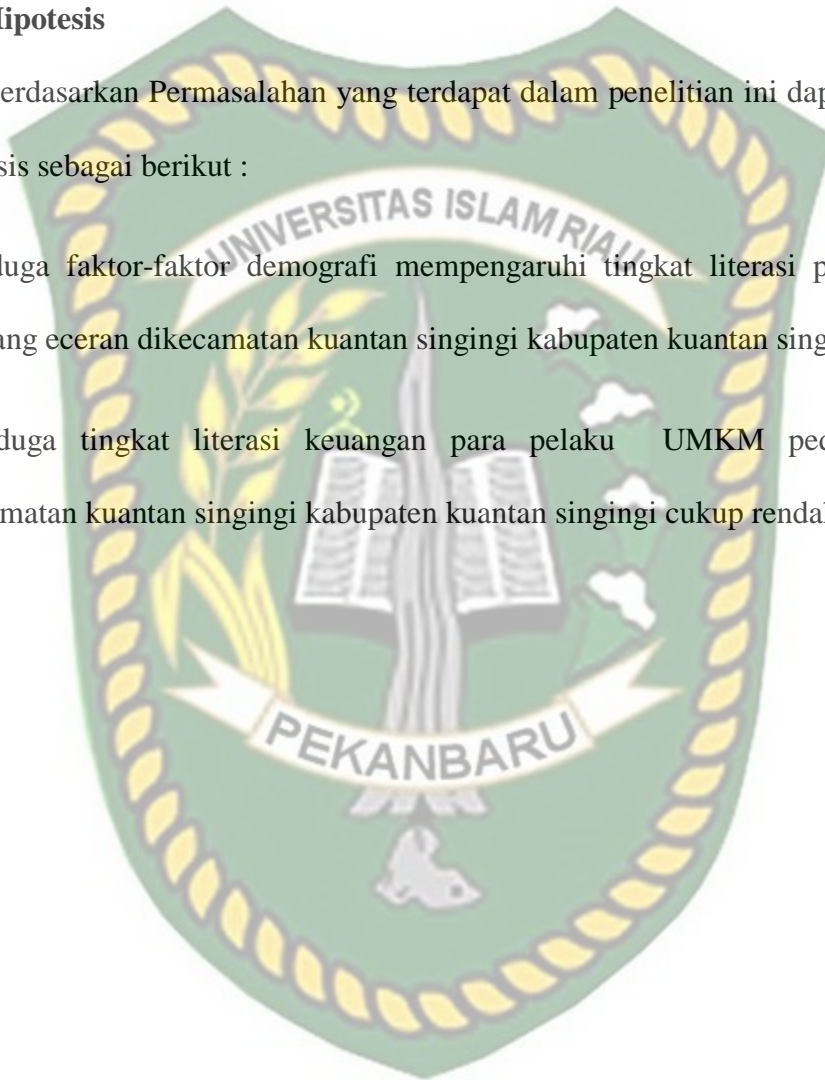 Hipotesis
erdasarkan Permasalahan yang terdapat dalam penelitian ini dap
sis sebagai berikut :
UNIVERSITAS ISLAM RIAU
duga faktor-faktor demografi mempengaruhi tingkat literasi p
ang eceran dikecamatan kuantan singingi kabupaten kuantan sing
duga tingkat literasi keuangan para pelaku UMKM ped
matan kuantan singingi kabupaten kuantan singingi cukup rendah
PEKANBARU